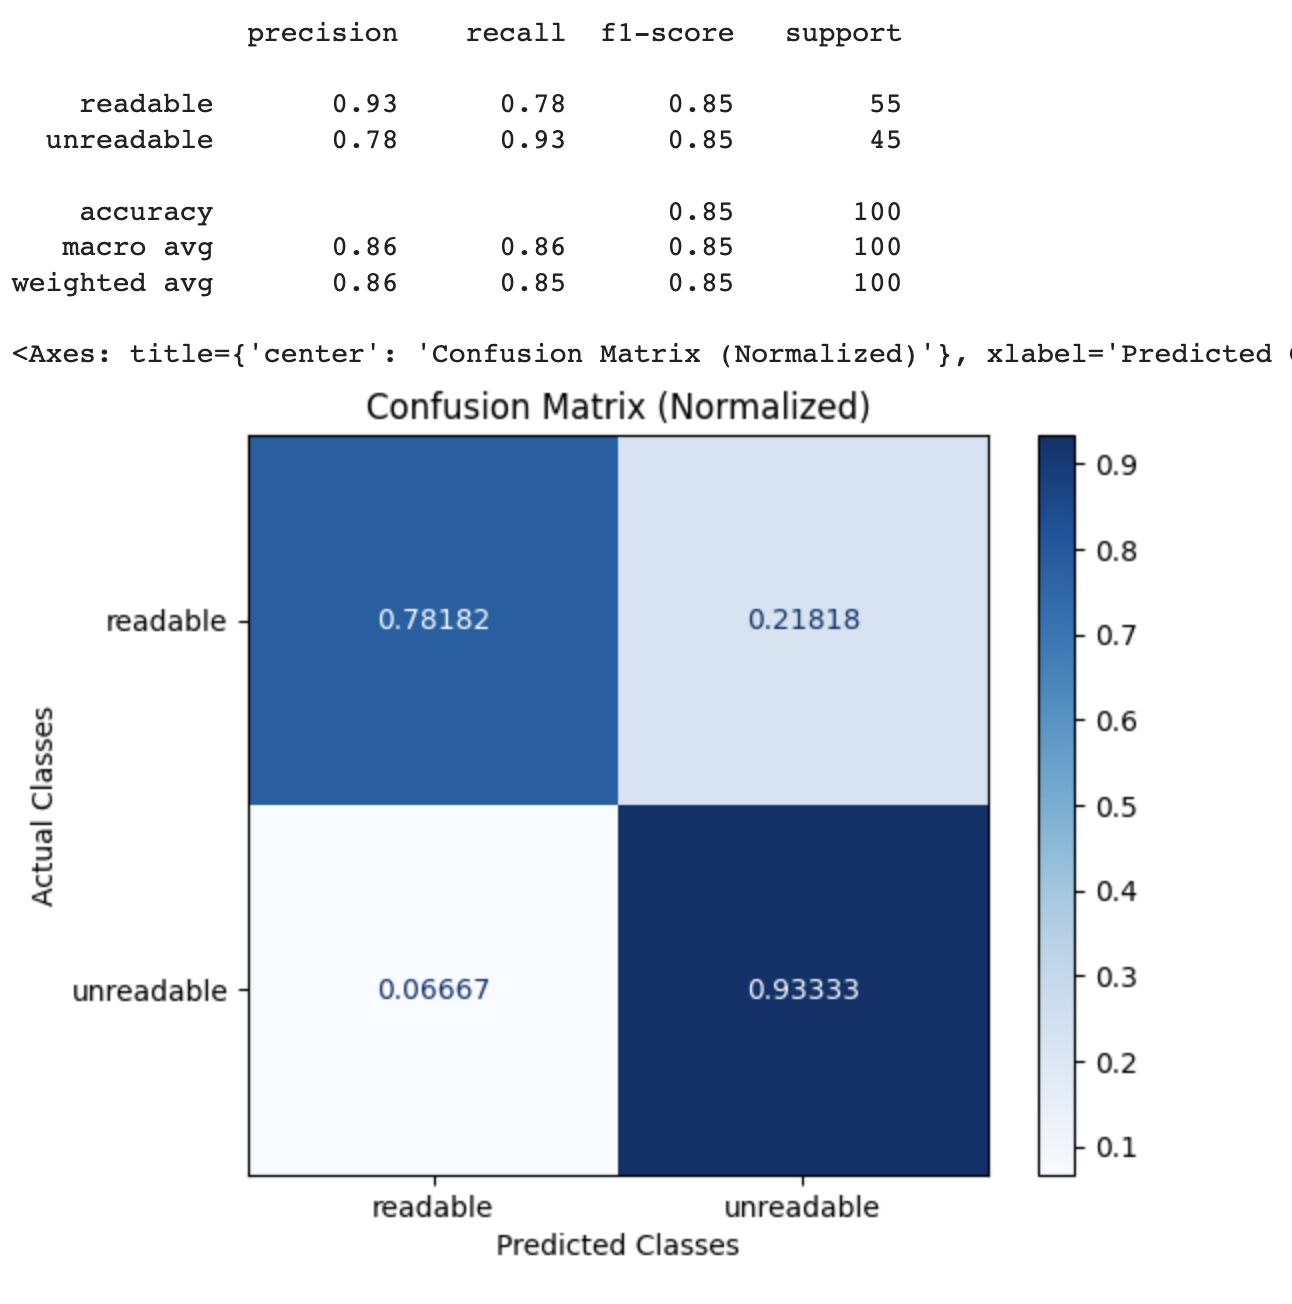 precision recall f1-score support
readable 0.93 0.78 0.85 55
unreadable 0.78 0.93 0.85 45
accuracy 0.85 100
macro avg 0.86 0.86 0.85 100
weighted avg 0.86 0.85 0.85 100
<Axes: title={'center': 'Confusion Matrix (Normalized)'}, xlabel='Predicted
Confusion Matrix (Normalized)
0.9
0.8
0.7
0.6
0.5
0.4
0.3
0.2
0.1
readable 0.78182 0.21818
Actual Classes
unreadable 0.06667 0.93333
readable unreadable
Predicted Classes